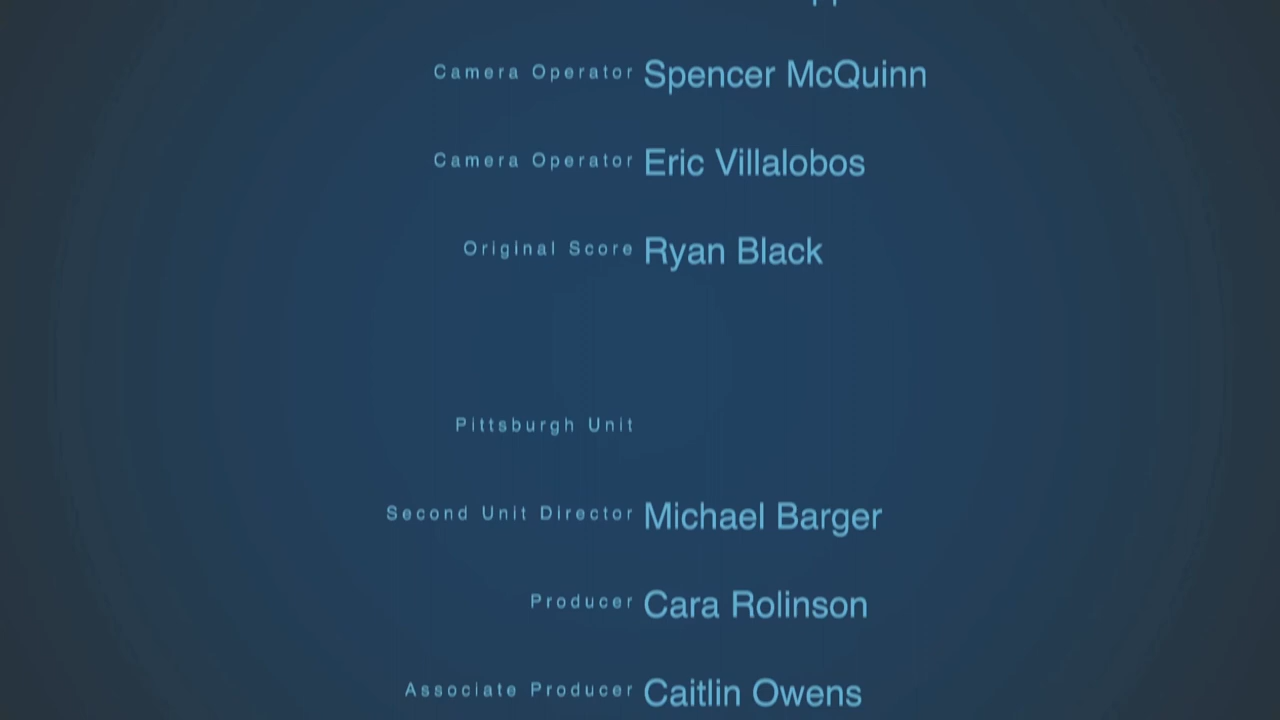 Camera Operator Spencer McQuinn
Camera Operator Eric Villalobos
Original Score Ryan Black
Pittsburgh Unit
Second Unit Director Michael Barger
Producer Cara Rolinson
Associate Producer Caitlin Owens